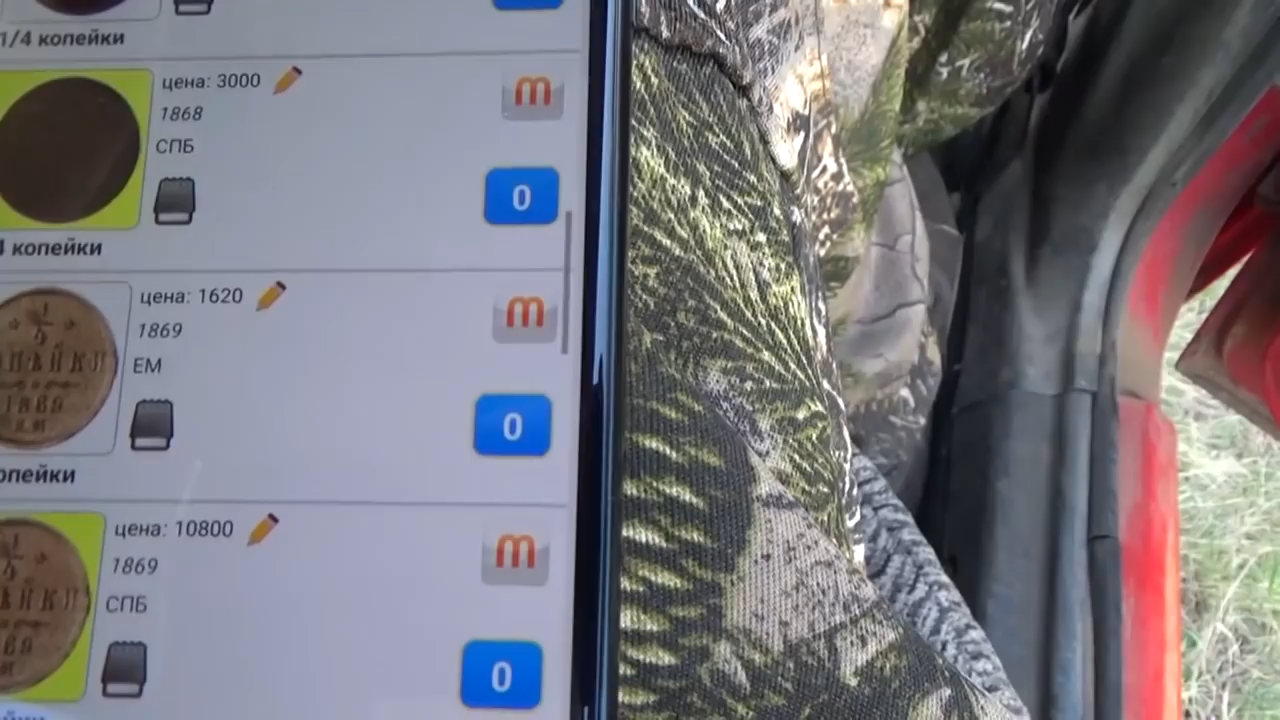 1/4 копейки
цена: 3000
m
1868
СПБ
0
4 копейки
цена: 1620
m
1869
ЕМ
0
опейки
цена: 10800
m
1869
СПБ
0